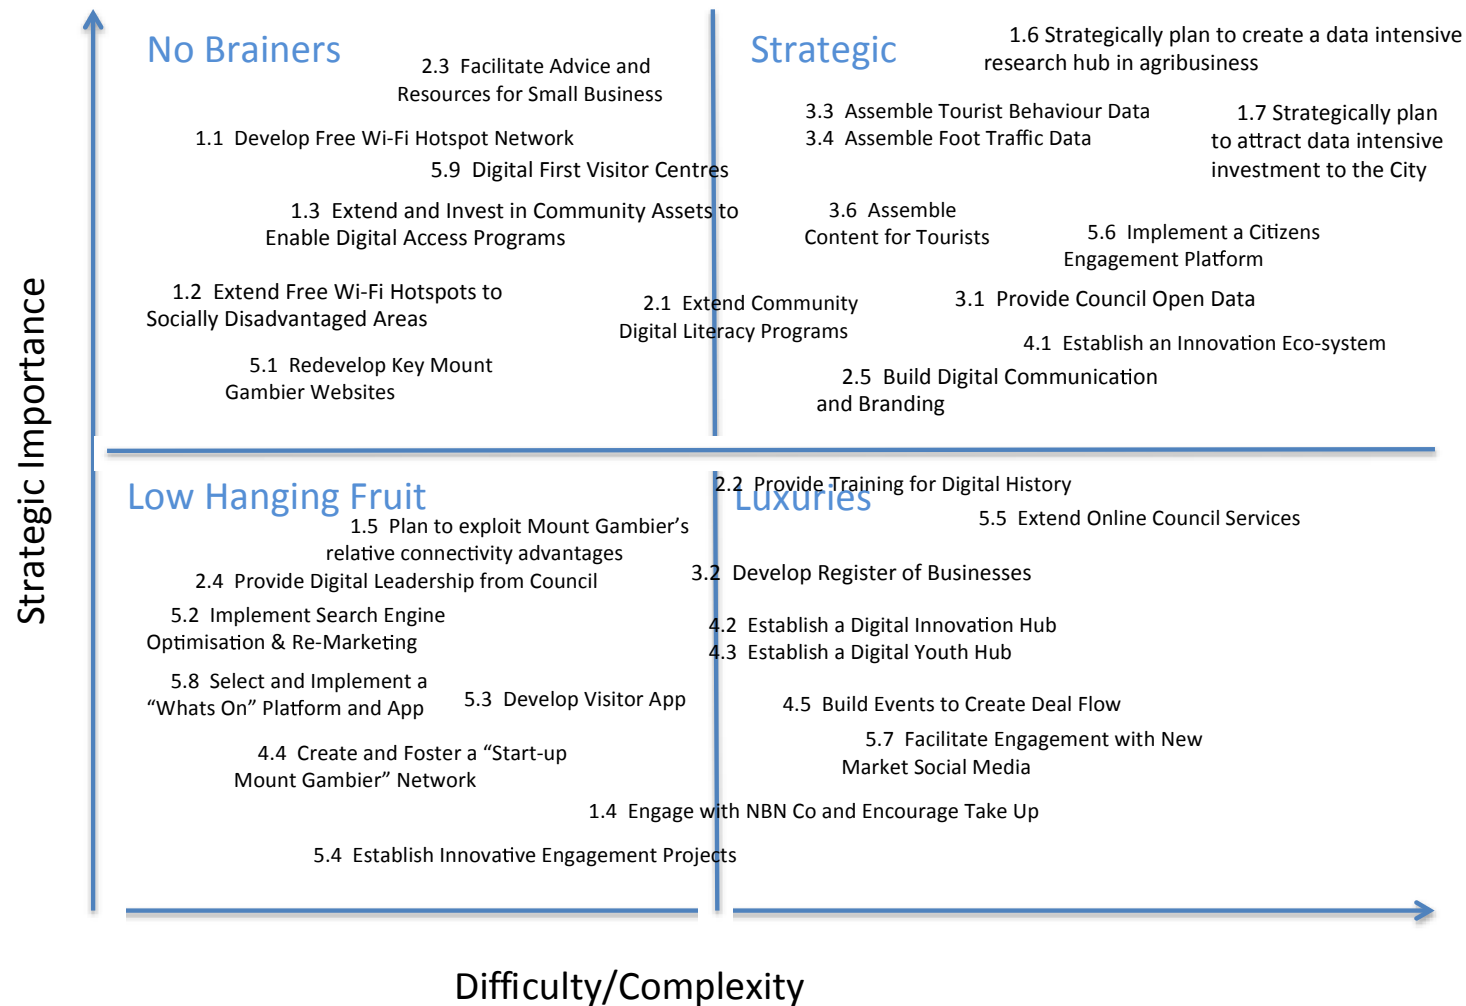 No Brainers
2.3 Facilitate Advice and
Resources for Small Business
1.1 Develop Free Wi-Fi Hotspot Network
5.9 Digital First Visitor Centres
1.3 Extend and Invest in Community Assets to
Enable Digital Access Programs
1.2 Extend Free Wi-Fi Hotspots to
Socially Disadvantaged Areas
5.1 Redevelop Key Mount
Gambier Websites
2.1 Extend Community
Digital Literacy Programs
Strategic
1.6 Strategically plan to create a data intensive
research hub in agribusiness
3.3 Assemble Tourist Behaviour Data
3.4 Assemble Foot Traffic Data
1.7 Strategically plan
to attract data intensive
investment to the City
3.6 Assemble
Content for Tourists
5.6 Implement a Citizens
Engagement Platform
3.1 Provide Council Open Data
4.1 Establish an Innovation Eco-system
2.5 Build Digital Communication
and Branding
Strategic Importance
Low Hanging Fruit
1.5 Plan to exploit Mount Gambier’s
relative connectivity advantages
2.4 Provide Digital Leadership from Council
5.2 Implement Search Engine
Optimisation & Re-Marketing
5.8 Select and Implement a
“Whats On” Platform and App
5.3 Develop Visitor App
4.4 Create and Foster a “Start-up
Mount Gambier” Network
1.4 Engage with NBN Co and Encourage Take Up
5.4 Establish Innovative Engagement Projects
Luxuries
2.2 Provide Training for Digital History
5.5 Extend Online Council Services
3.2 Develop Register of Businesses
4.2 Establish a Digital Innovation Hub
4.3 Establish a Digital Youth Hub
4.5 Build Events to Create Deal Flow
5.7 Facilitate Engagement with New
Market Social Media
Difficulty/Complexity